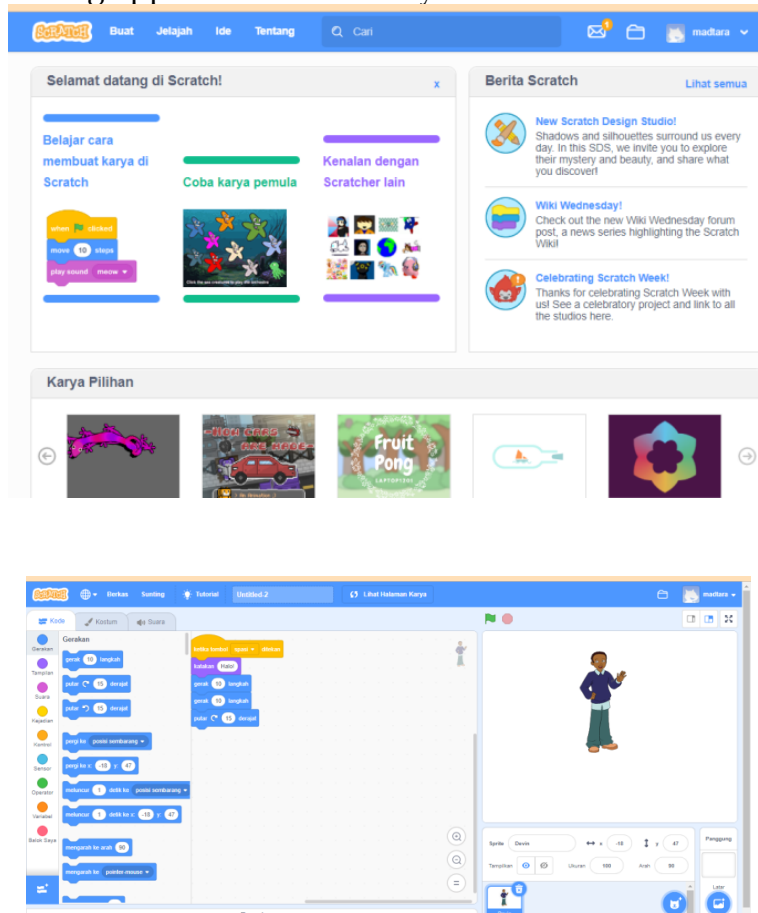 SCRATCH Buat Jelajah Ide Tentang Cari 1 madtara
Selamat datang di Scratch! x
Belajar cara
membuat karya di
Scratch
when clicked
move 10 steps
play sound meow
Coba karya pemula
Kenalan dengan
Scratcher lain
Berita Scratch Lihat semua
New Scratch Design Studio!
Shadows and silhouettes surround us every
day. In this SDS, we invite you to explore
their mystery and beauty, and share what
you discover!
Wiki Wednesday!
Check out the new Wiki Wednesday forum
post, a news series highlighting the Scratch
Wiki!
Celebrating Scratch Week!
Thanks for celebrating Scratch Week with
us! See a celebratory project and link to all
the studios here.
Karya Pilihan
Fruit
Pong
SCRATCH Berkas Sunting Tutorial Untitled-2 Lihat Halaman Karya madtara
Kode Kostum Suara
Gerakan
Tampilan
Suara
Kejadian
Kontrol
Sensor
Operator
Variabel
Balok Saya
Gerakan
gerak 10 langkah
putar 15 derajat
putar 15 derajat
pergi ke posisi sembarang
pergi ke x: -18 y: 47
meluncur 1 detik ke posisi sembarang
meluncur 1 detik ke x: -18 y: 47
mengarah ke arah 90
mengarah ke pointer-mouse
ketika tombol spasi ditekan
katakan Halo!
gerak 10 langkah
gerak 10 langkah
putar 15 derajat
Sprite Devin x -18 y 47
Tampilkan Ukuran 100 Arah 90
Panggung
Latar